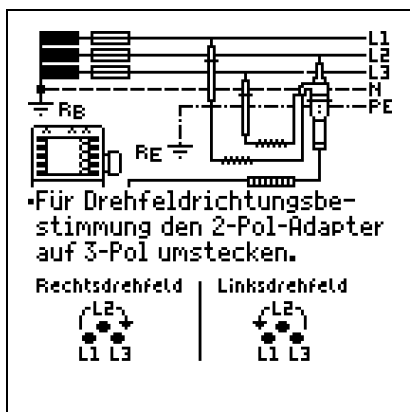 L1
L2
L3
N
PE
RB
RE
•Für Drehfeldrichtungsbe-
stimmung den 2-Pol-Adapter
auf 3-Pol umstecken.
Rechtsdrehfeld
Linksdrehfeld
L2
L2
L1 L3
L1 L3